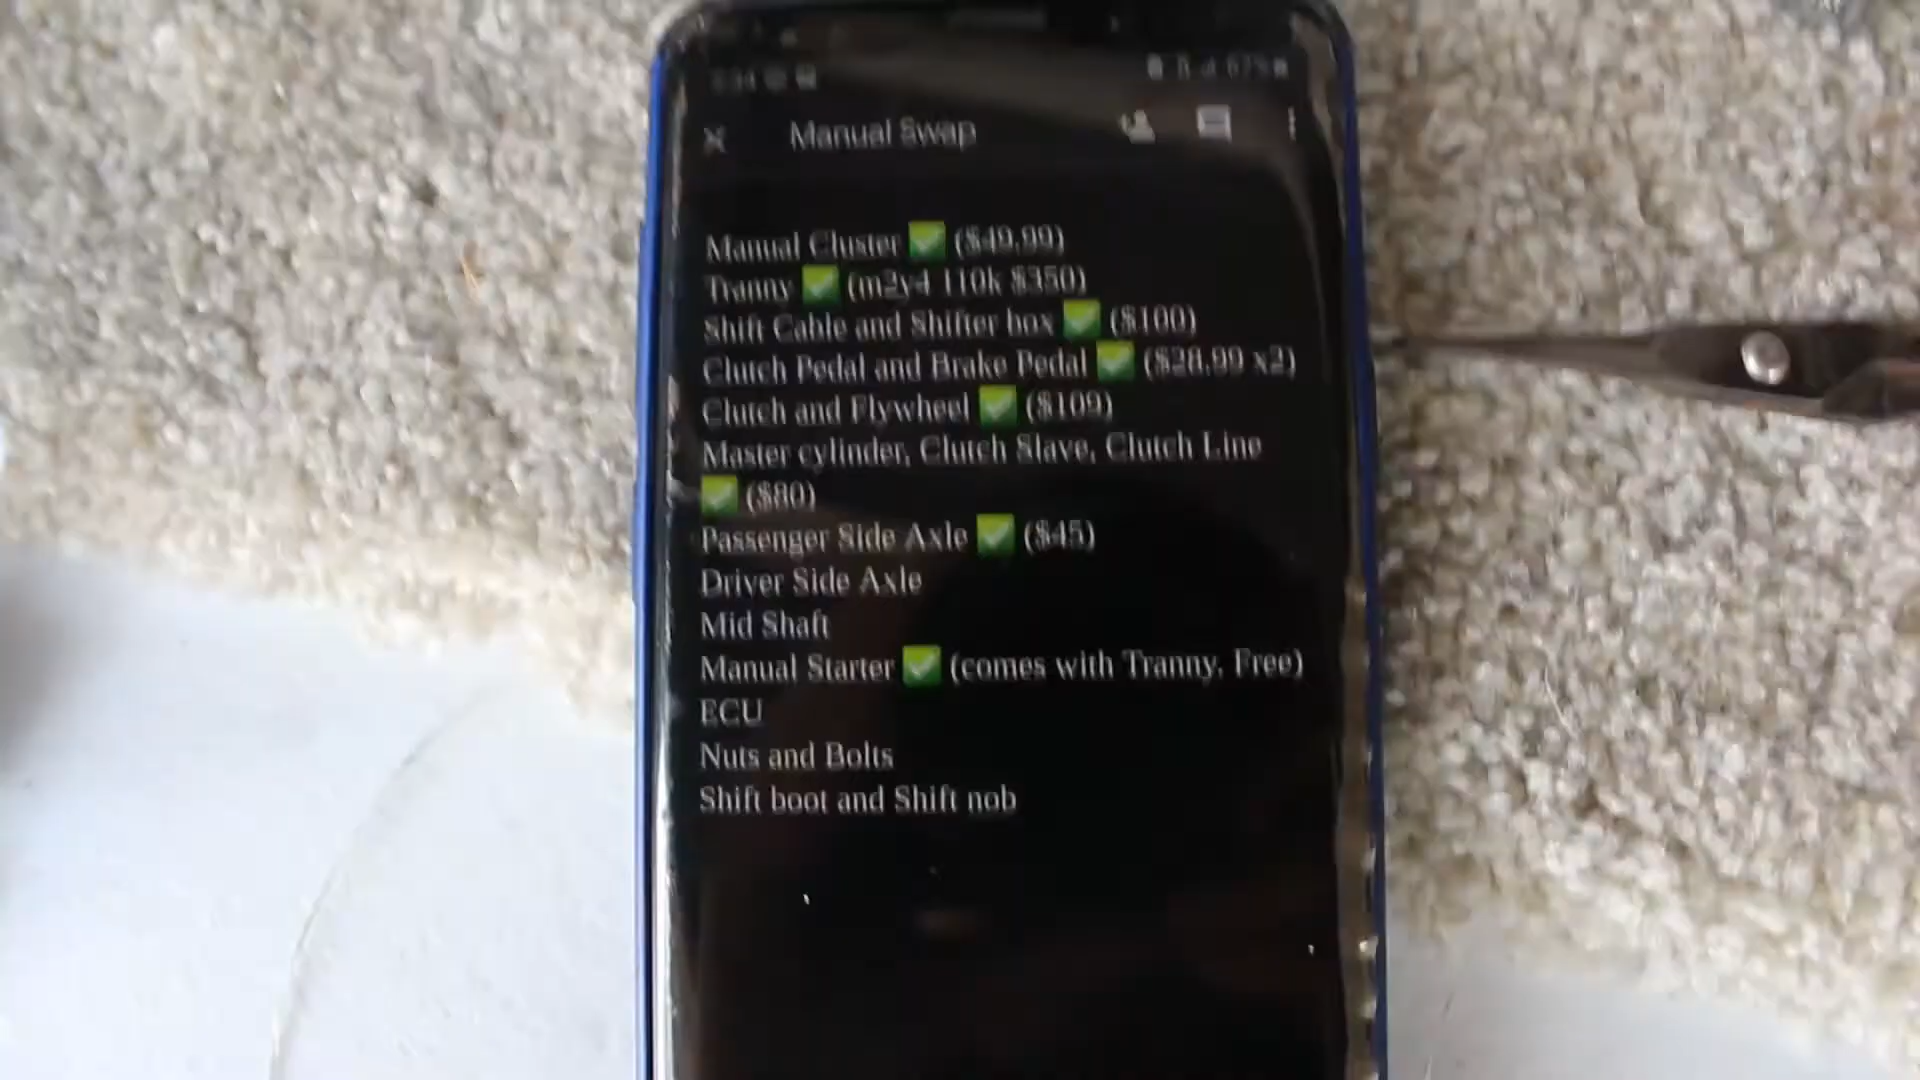 Manual Swap
Manual Cluster ✅ ($49.99)
Tranny ✅ (m2y4 110k $350)
Shift Cable and Shifter box ✅ ($100)
Clutch Pedal and Brake Pedal ✅ ($28.99 x2)
Clutch and Flywheel ✅ ($109)
Master cylinder, Clutch Slave, Clutch Line
✅ ($80)
Passenger Side Axle ✅ ($45)
Driver Side Axle
Mid Shaft
Manual Starter ✅ (comes with Tranny, Free)
ECU
Nuts and Bolts
Shift boot and Shift nob